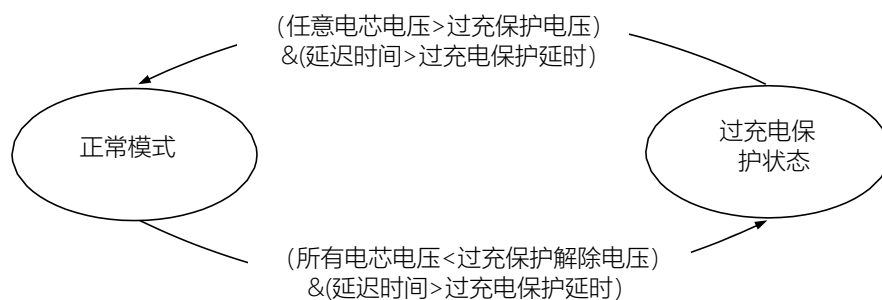 (任意电芯电压>过充保护电压)
&(延迟时间>过充电保护延时)
正常模式
过充电保
护状态
(所有电芯电压<过充保护解除电压)
&(延迟时间>过充电保护延时)